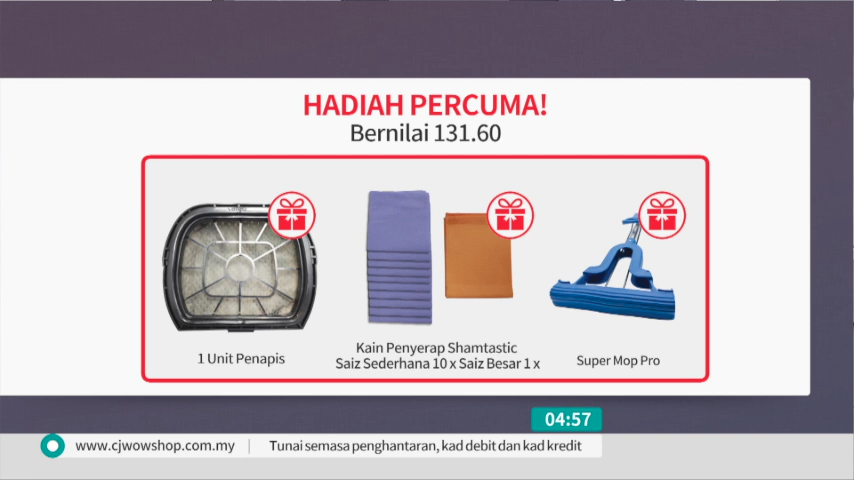 HADIAH PERCUMA!
Bernilai 131.60
1 Unit Penapis
Kain Penyerap Shamtastic
Saiz Sederhana 10 x Saiz Besar 1 x
Super Mop Pro
04:57
www.cjwowshop.com.my | Tunai semasa penghantaran, kad debit dan kad kredit